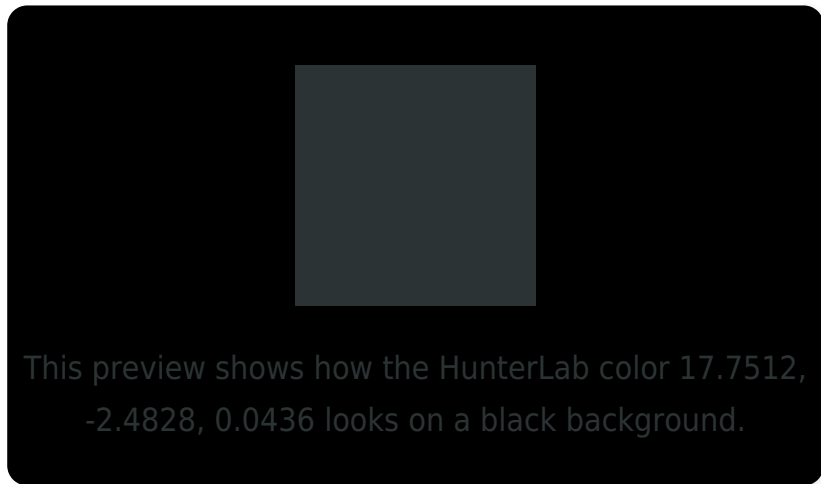 This preview shows how the HunterLab color 17.7512,
-2.4828, 0.0436 looks on a black background.